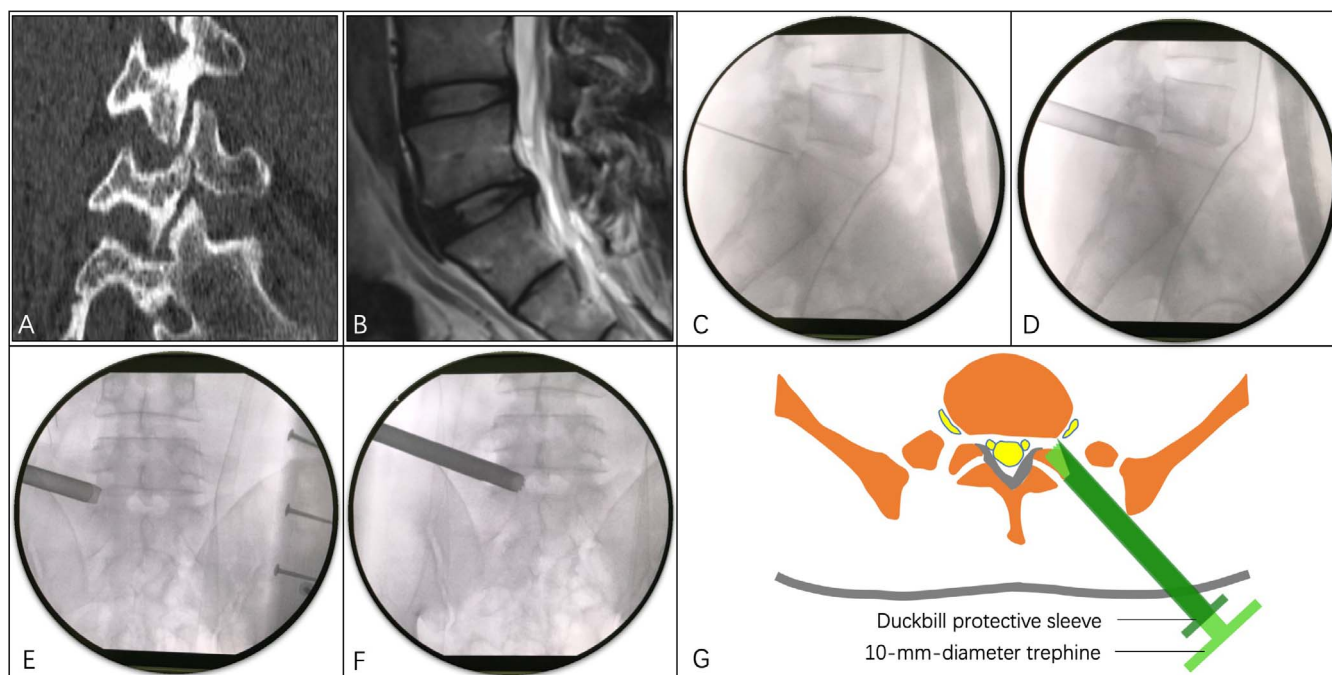 A
B
C
D
E
F
G
Duckbill protective sleeve
10-mm-diameter trephine